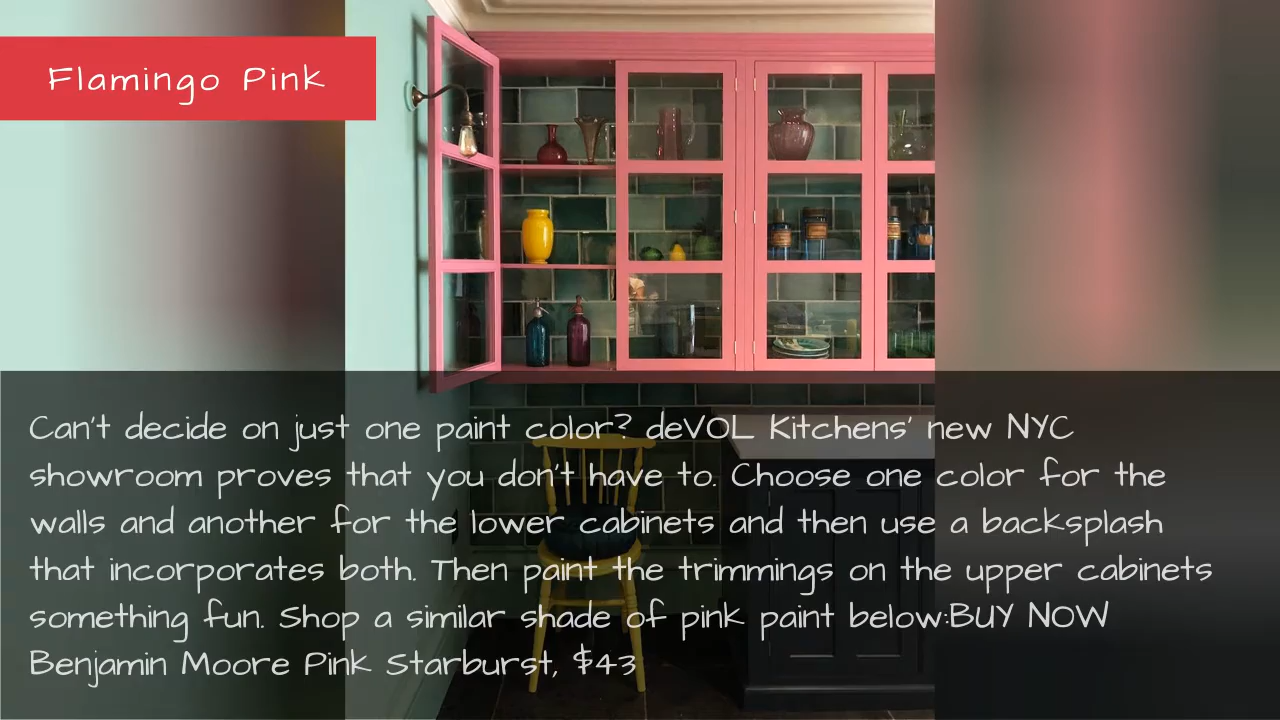 Flamingo Pink
Can't decide on just one paint color? deVOL Kitchens' new NYC
showroom proves that you don't have to. Choose one color for the
walls and another for the lower cabinets and then use a backsplash
that incorporates both. Then paint the trimmings on the upper cabinets
something fun. Shop a similar shade of pink paint below:BUY NOW
Benjamin Moore Pink Starburst, $43